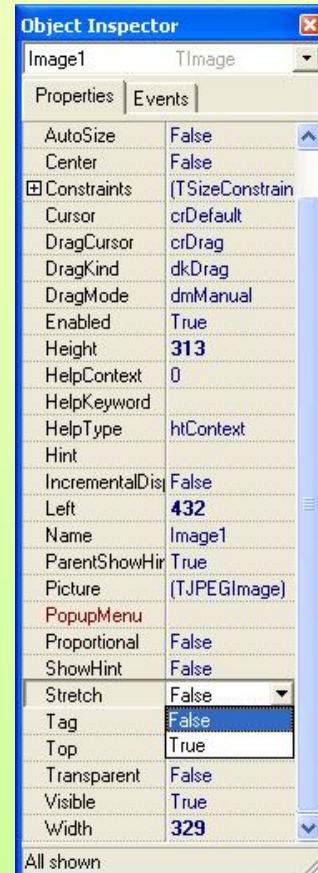 Object Inspector
Image1 TImage
Properties Events
AutoSize False
Center False
Constraints (TSizeConstrain
Cursor crDefault
DragCursor crDrag
DragKind dkDrag
DragMode dmManual
Enabled True
Height 313
HelpContext 0
HelpKeyword
HelpType htContext
Hint
IncrementalDis False
Left 432
Name Image1
ParentShowHin True
Picture (TJPEGImage)
PopupMenu
Proportional False
ShowHint False
Stretch False
Tag False
Top True
Transparent False
Visible True
Width 329
All shown